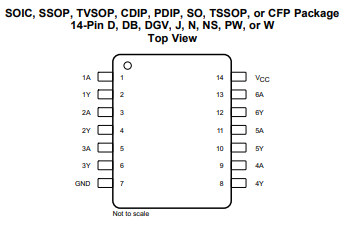 SOIC, SSOP, TVSOP, CDIP, PDIP, SO, TSSOP, or CFP Package
14-Pin D, DB, DGV, J, N, NS, PW, or W
Top View
1A 1 14 VCC
1Y 2 13 6A
2A 3 12 6Y
2Y 4 11 5A
3A 5 10 5Y
3Y 6 9 4A
GND 7 8 4Y
Not to scale